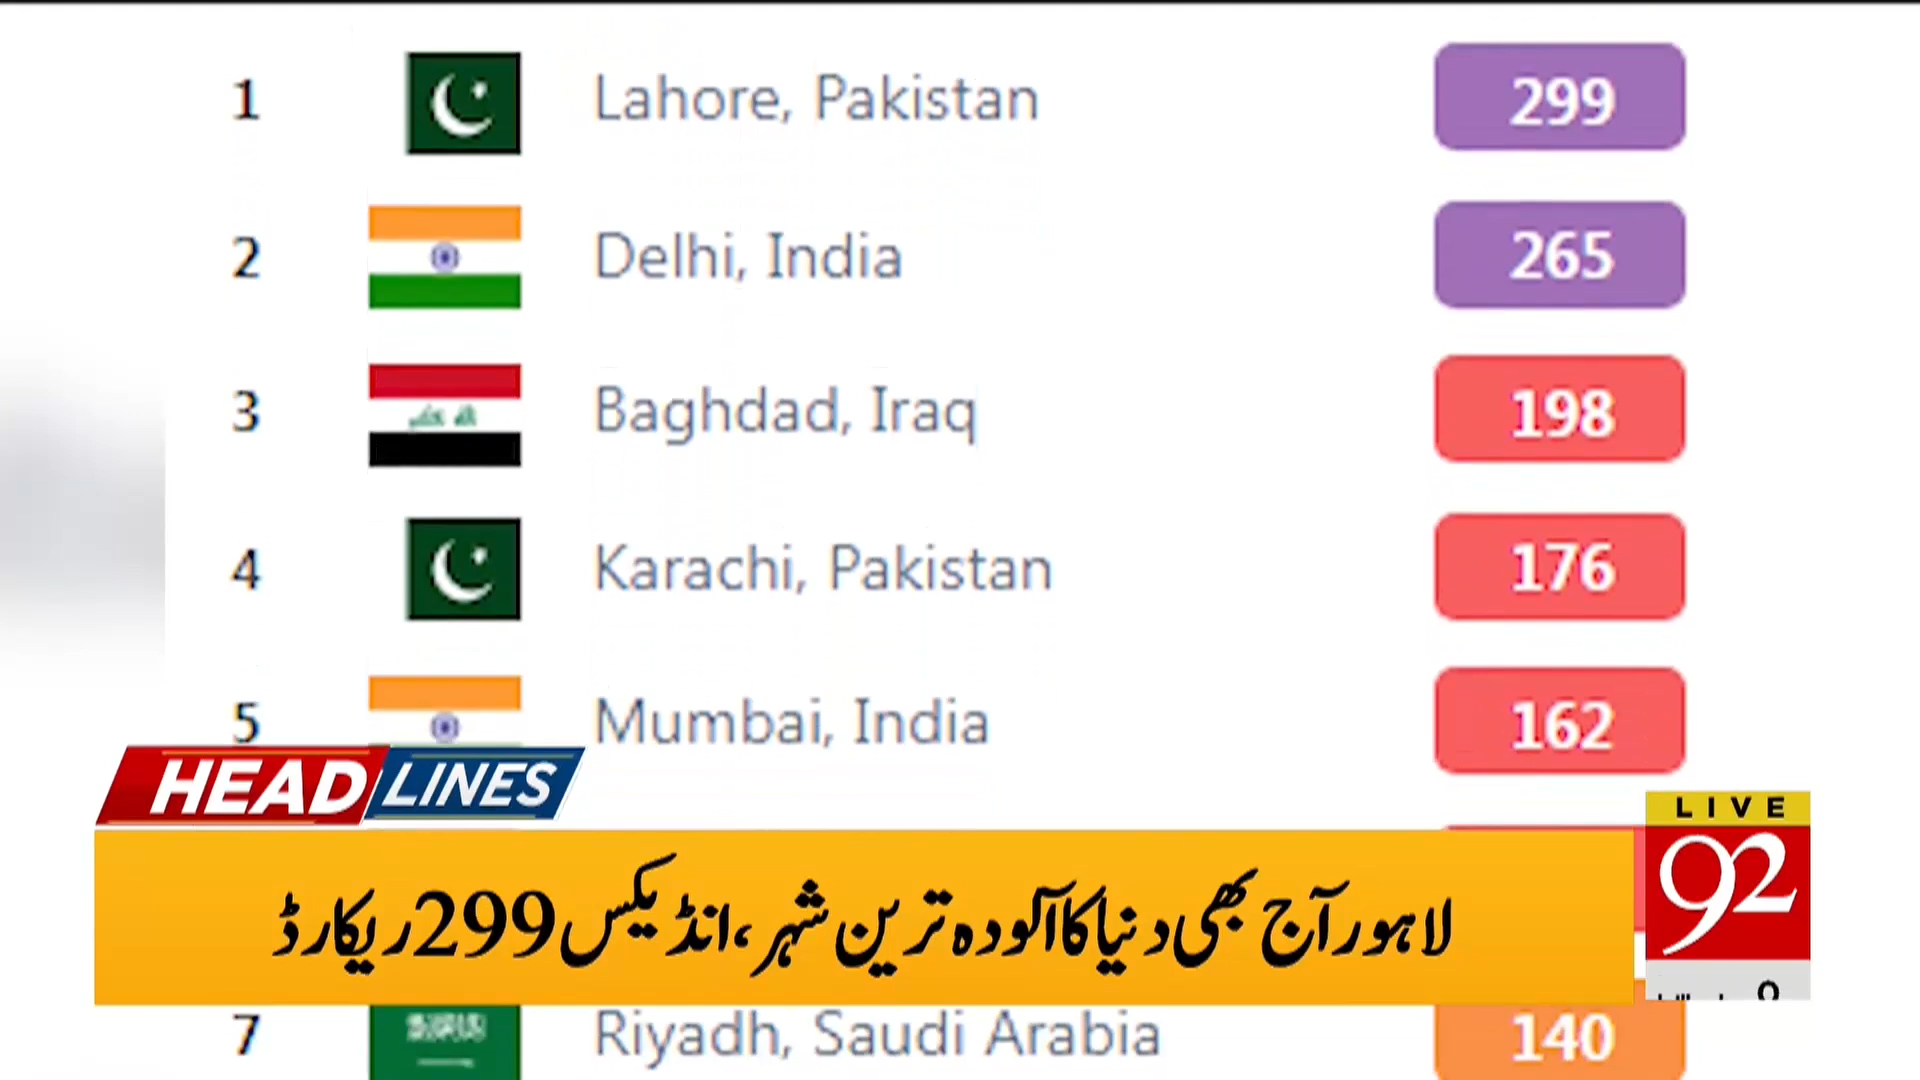 1 Lahore, Pakistan 299
2 Delhi, India 265
3 Baghdad, Iraq 198
4 Karachi, Pakistan 176
5 Mumbai, India 162
HEADLINES
LIVE
92
لاہور آج بھی دنیا کا آلودہ ترین شہر، انڈیکس 299 ریکارڈ
7 Riyadh, Saudi Arabia 140